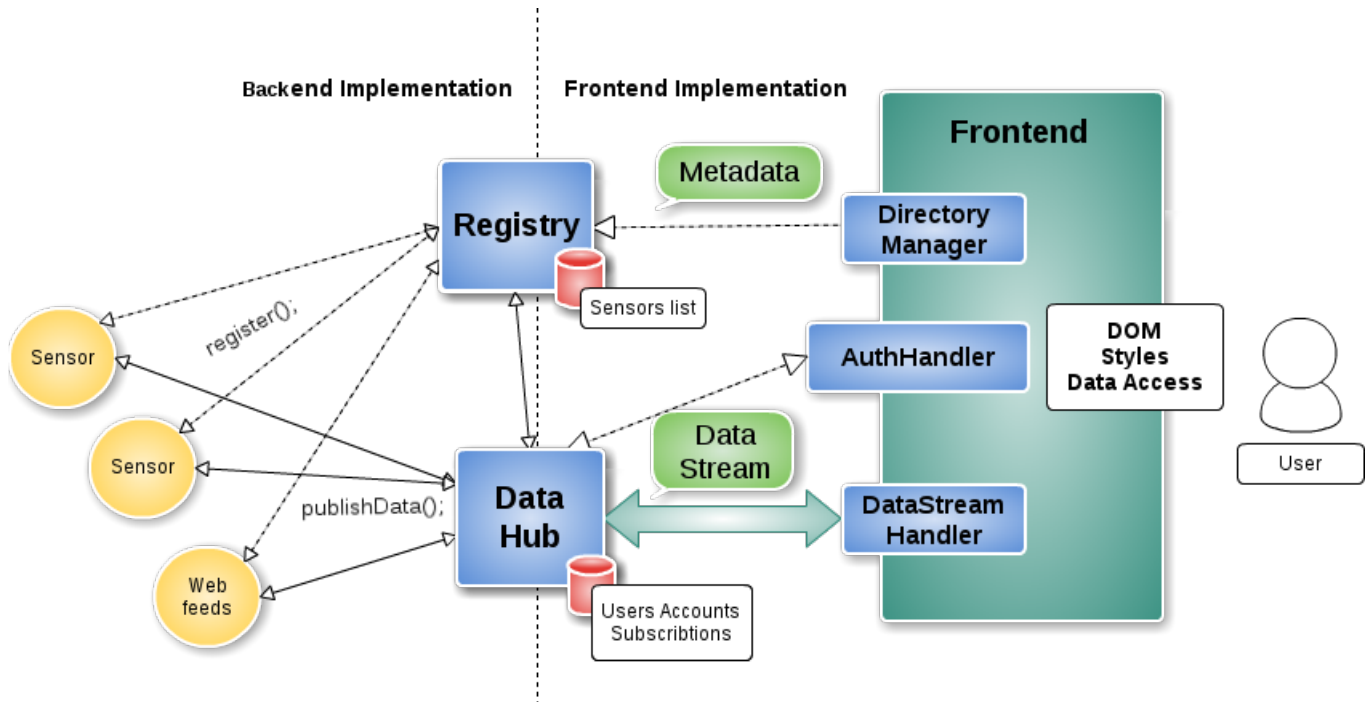 Backend Implementation
Frontend Implementation
Frontend
Metadata
Registry
Directory
Manager
Sensors list
register();
Sensor
AuthHandler
DOM
Styles
Data Access
Data
Stream
Sensor
User
publishData();
Data
Hub
DataStream
Handler
Web
feeds
Users Accounts
Subscribtions